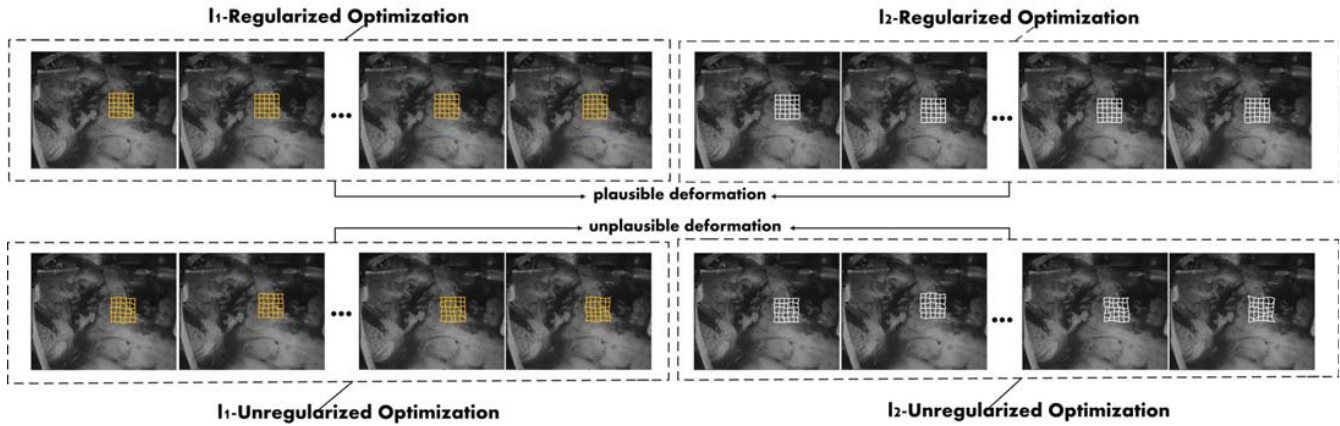 l₁-Regularized Optimization
l₂-Regularized Optimization
...
...
plausible deformation
unplausible deformation
...
...
l₁-Unregularized Optimization
l₂-Unregularized Optimization